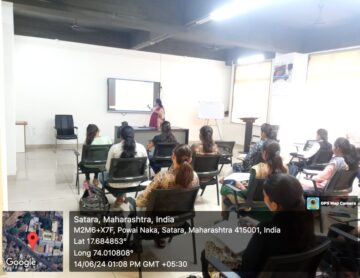 GPS Map Camera
Satara, Maharashtra, India
M2M6+X7F, Powai Naka, Satara, Maharashtra 415001, India
Lat 17.684853°
Long 74.010808°
14/06/24 01:08 PM GMT +05:30
Google